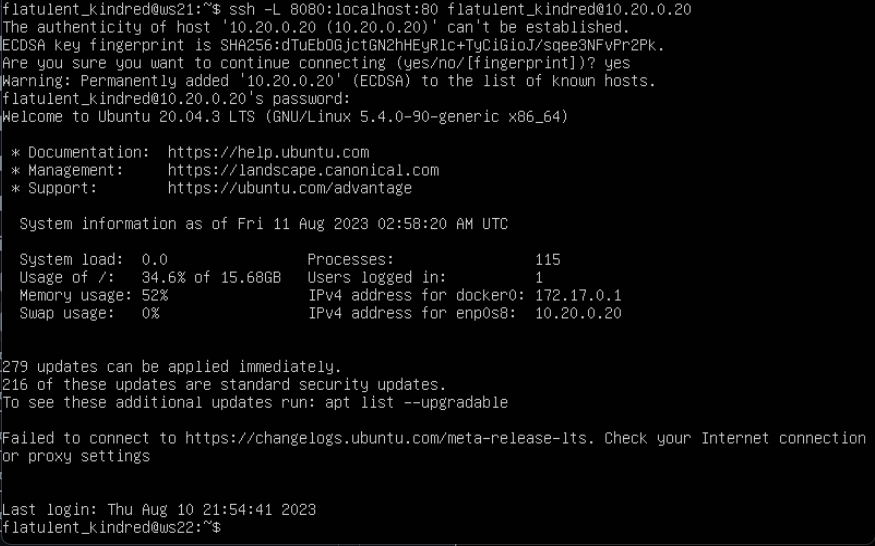 flatulent_kindred@ws21:~$ ssh -L 8080:localhost:80 flatulent_kindred@10.20.0.20
The authenticity of host '10.20.0.20 (10.20.0.20)' can't be established.
ECDSA key fingerprint is SHA256:dTuEbOGjctGN2hHEyRlc+TyCiGioJ/sqee3NFvPr2Pk.
Are you sure you want to continue connecting (yes/no/[fingerprint])? yes
Warning: Permanently added '10.20.0.20' (ECDSA) to the list of known hosts.
flatulent_kindred@10.20.0.20's password:
Welcome to Ubuntu 20.04.3 LTS (GNU/Linux 5.4.0-90-generic x86_64)
* Documentation:  https://help.ubuntu.com
* Management:     https://landscape.canonical.com
* Support:        https://ubuntu.com/advantage
System information as of Fri 11 Aug 2023 02:58:20 AM UTC
System load:  0.0                Processes:                115
Usage of /:   34.6% of 15.68GB   Users logged in:          1
Memory usage: 52%                IPv4 address for docker0: 172.17.0.1
Swap usage:   0%                 IPv4 address for enp0s8:  10.20.0.20
279 updates can be applied immediately.
216 of these updates are standard security updates.
To see these additional updates run: apt list --upgradable
Failed to connect to https://changelogs.ubuntu.com/meta-release-lts. Check your Internet connection
or proxy settings
Last login: Thu Aug 10 21:54:41 2023
flatulent_kindred@ws22:~$